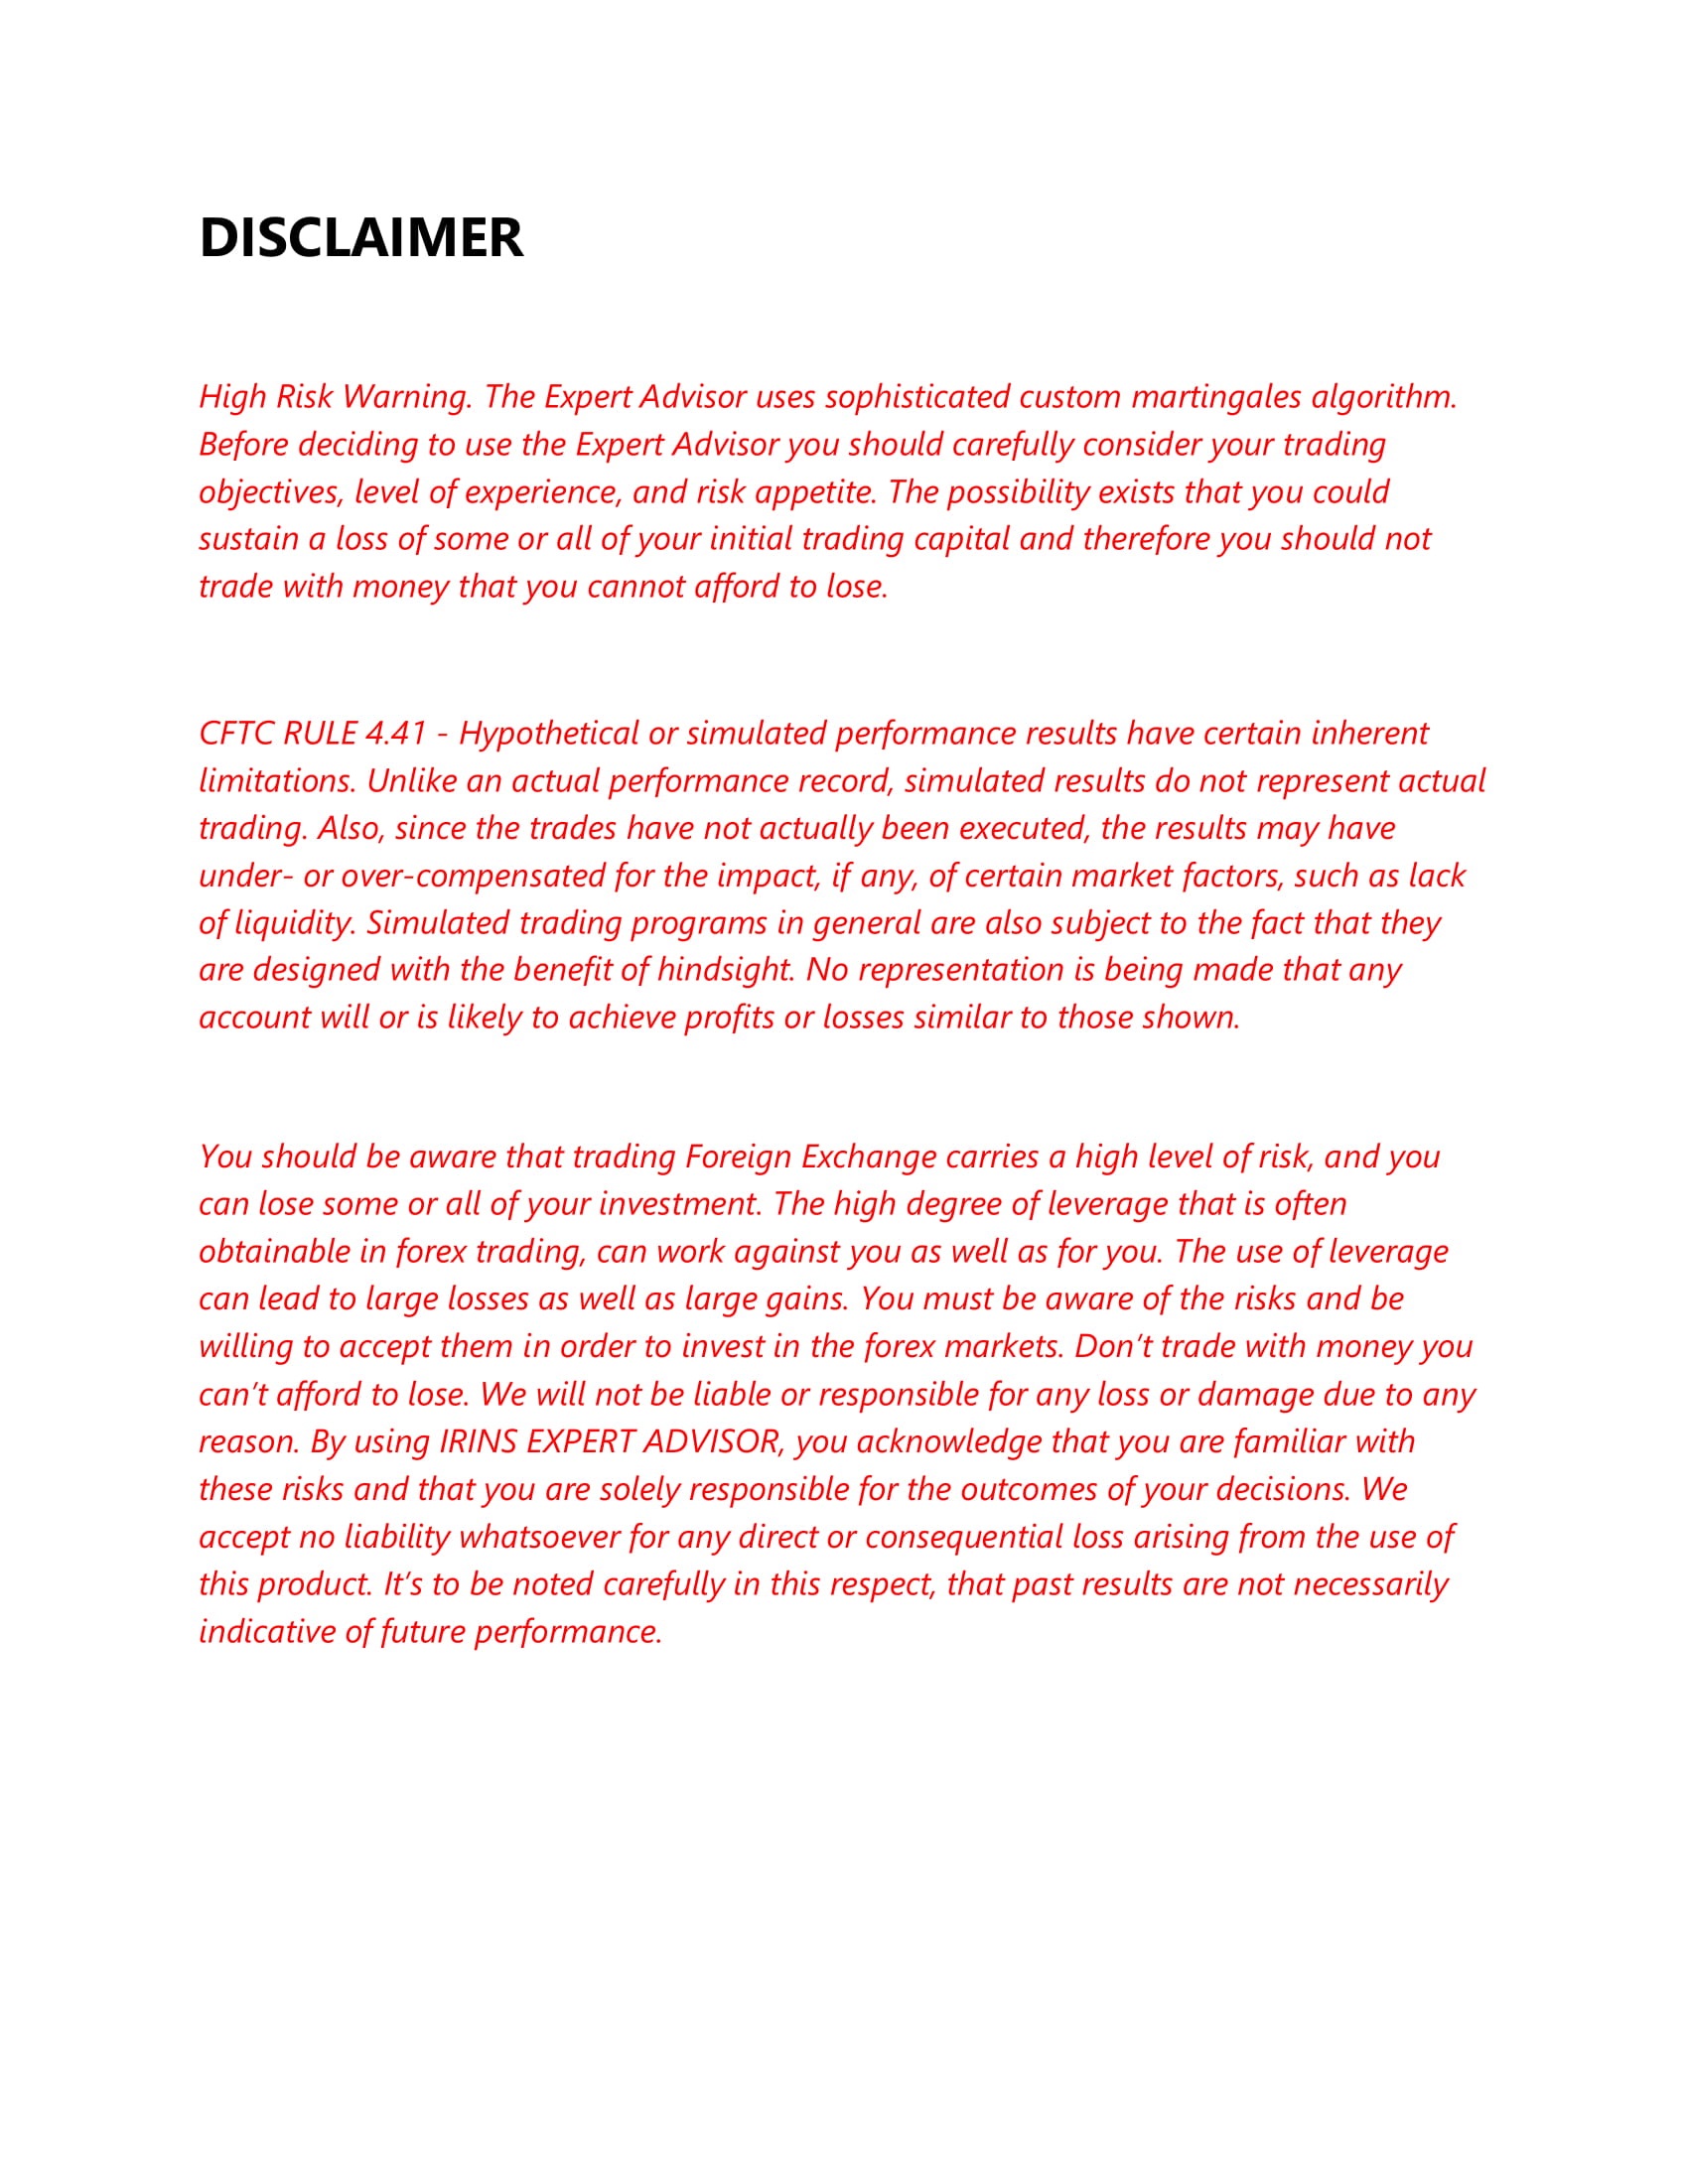 DISCLAIMER
High Risk Warning. The Expert Advisor uses sophisticated custom martingales algorithm.
Before deciding to use the Expert Advisor you should carefully consider your trading
objectives, level of experience, and risk appetite. The possibility exists that you could
sustain a loss of some or all of your initial trading capital and therefore you should not
trade with money that you cannot afford to lose.
CFTC RULE 4.41 - Hypothetical or simulated performance results have certain inherent
limitations. Unlike an actual performance record, simulated results do not represent actual
trading. Also, since the trades have not actually been executed, the results may have
under- or over-compensated for the impact, if any, of certain market factors, such as lack
of liquidity. Simulated trading programs in general are also subject to the fact that they
are designed with the benefit of hindsight. No representation is being made that any
account will or is likely to achieve profits or losses similar to those shown.
You should be aware that trading Foreign Exchange carries a high level of risk, and you
can lose some or all of your investment. The high degree of leverage that is often
obtainable in forex trading, can work against you as well as for you. The use of leverage
can lead to large losses as well as large gains. You must be aware of the risks and be
willing to accept them in order to invest in the forex markets. Don’t trade with money you
can’t afford to lose. We will not be liable or responsible for any loss or damage due to any
reason. By using IRINS EXPERT ADVISOR, you acknowledge that you are familiar with
these risks and that you are solely responsible for the outcomes of your decisions. We
accept no liability whatsoever for any direct or consequential loss arising from the use of
this product. It’s to be noted carefully in this respect, that past results are not necessarily
indicative of future performance.